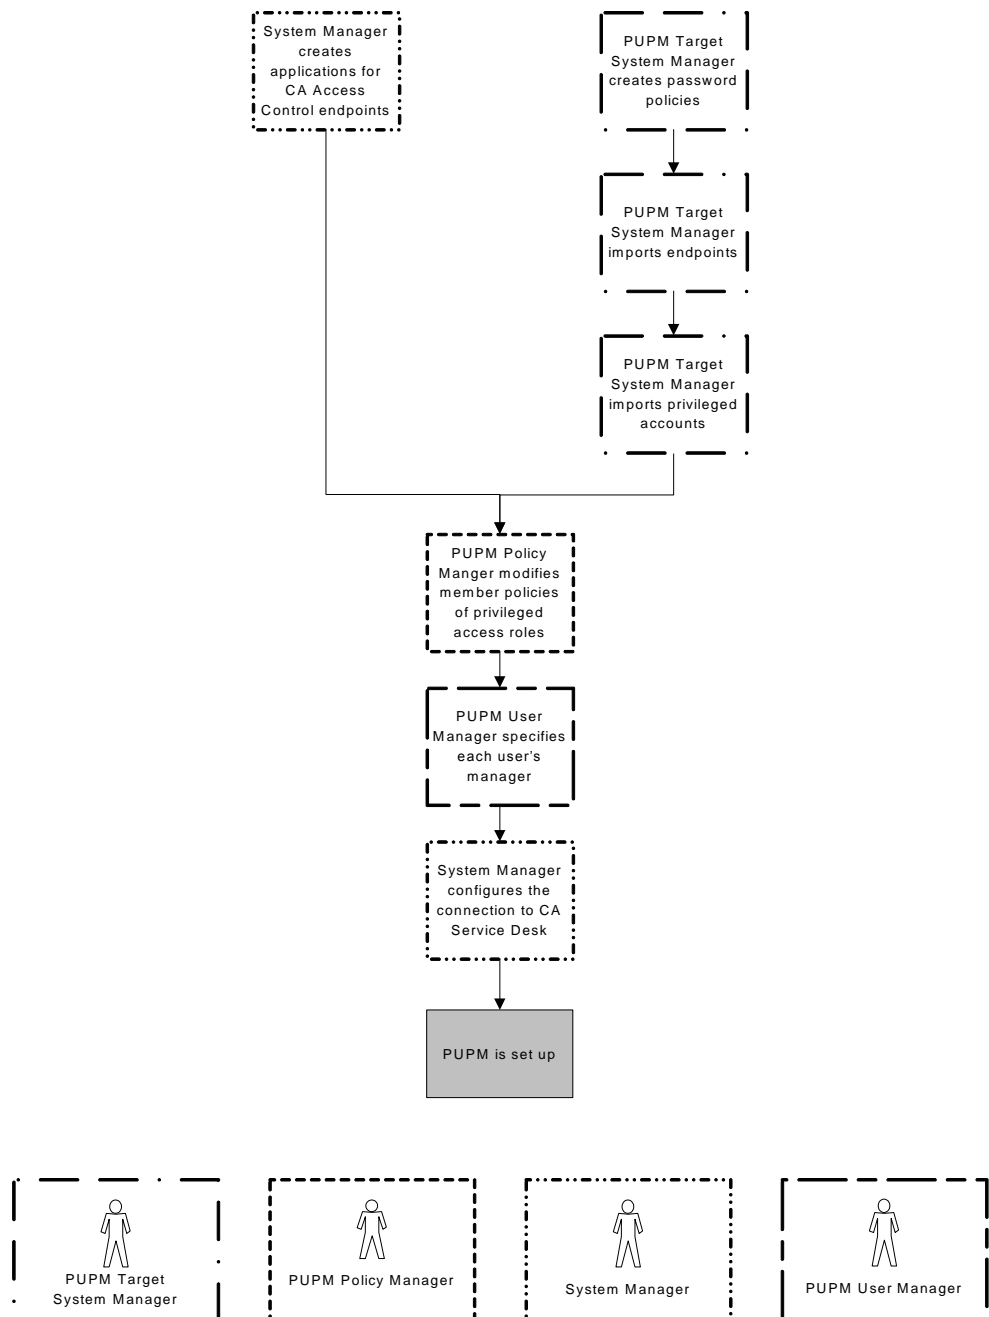 System Manager
creates
applications for
CA Access
Control endpoints
PUPM Target
System Manager
creates password
policies
PUPM Target
System Manager
imports endpoints
PUPM Target
System Manager
imports privileged
accounts
PUPM Policy
Manger modifies
member policies
of privileged
access roles
PUPM User
Manager specifies
each user's
manager
System Manager
configures the
connection to CA
Service Desk
PUPM is set up
PUPM Target
System Manager
PUPM Policy Manager
System Manager
PUPM User Manager